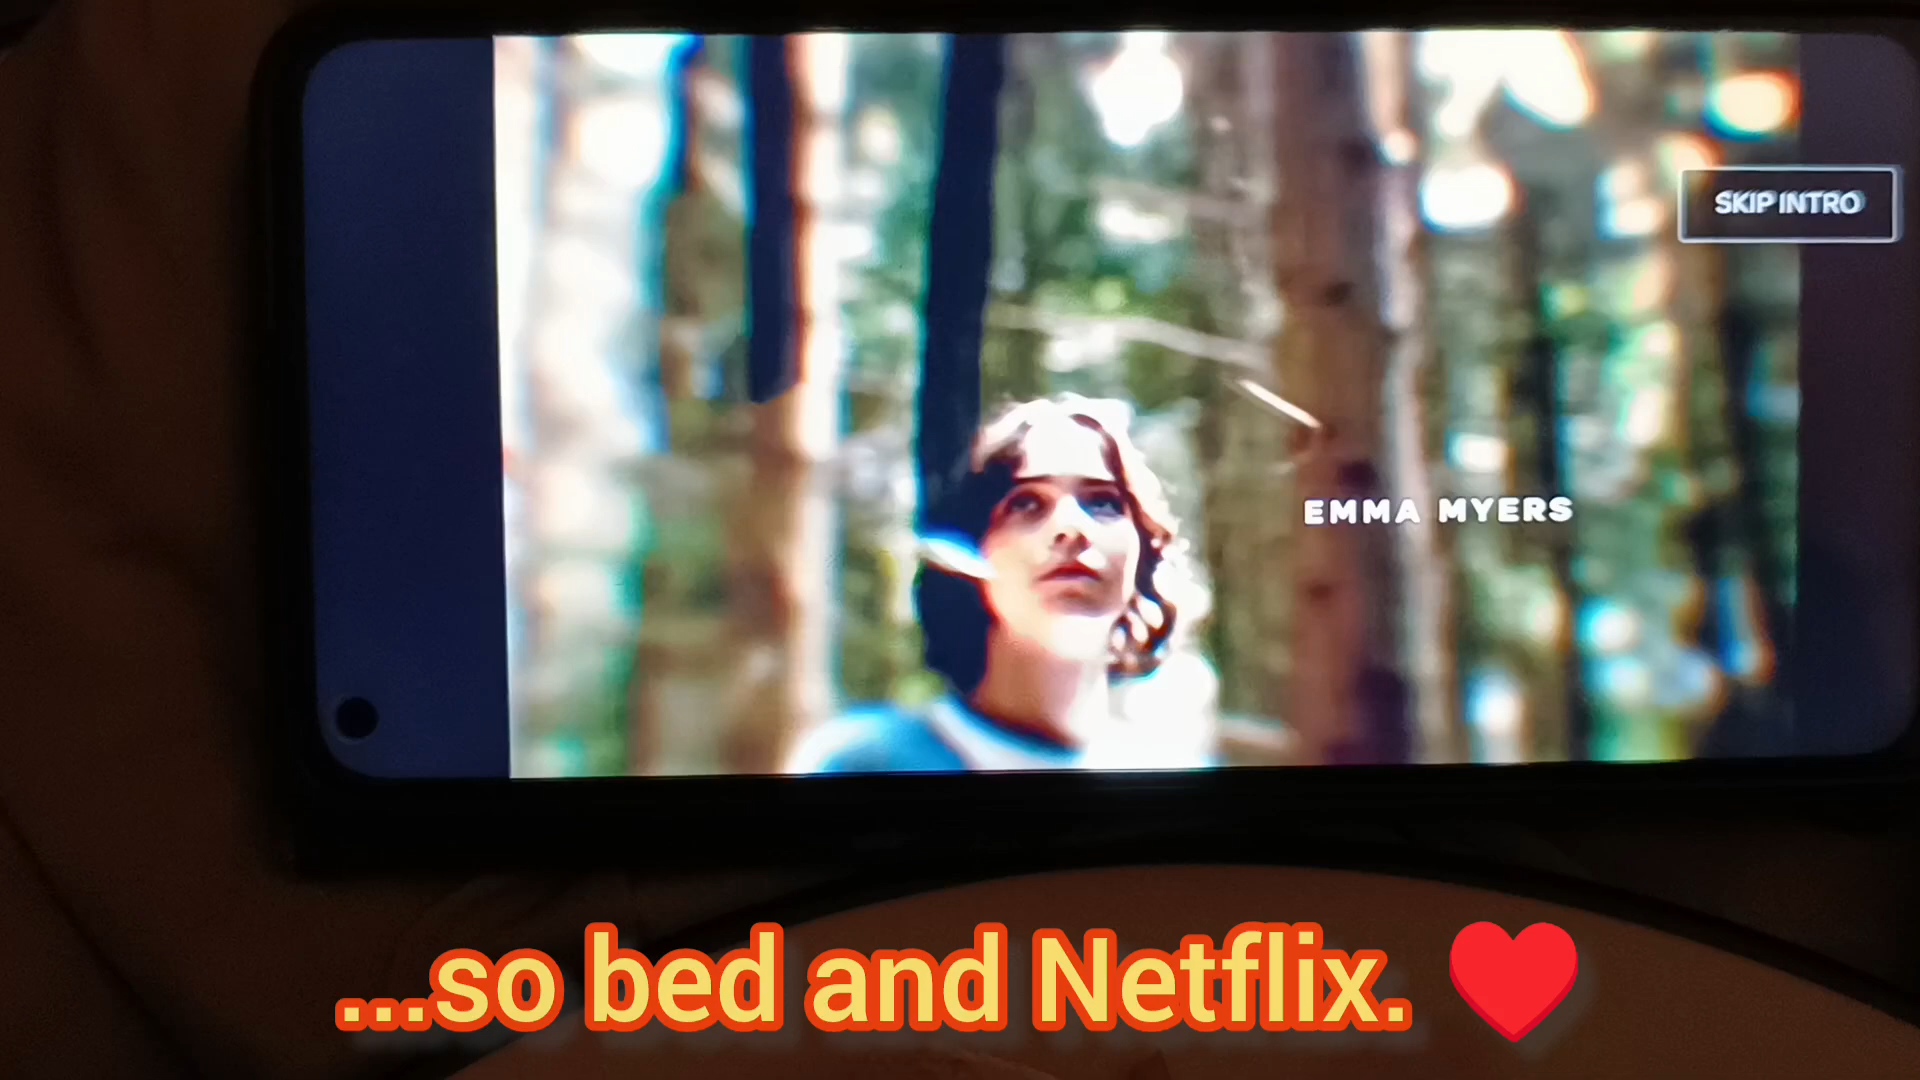 SKIP INTRO
EMMA MYERS
...so bed and Netflix. ♥️